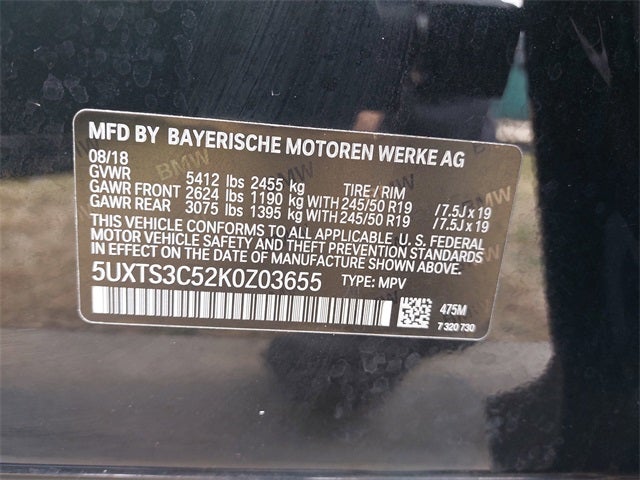 MFD BY BAYERISCHE MOTOREN WERKE AG
08/18
GVWR 5412 lbs 2455 kg TIRE / RIM
GAWR FRONT 2624 lbs 1190 kg WITH 245/50 R19 /7.5J x 19
GAWR REAR 3075 lbs 1395 kg WITH 245/50 R19 /7.5J x 19
THIS VEHICLE CONFORMS TO ALL APPLICABLE U.S. FEDERAL
MOTOR VEHICLE SAFETY AND THEFT PREVENTION STANDARDS
IN EFFECT ON THE DATE OF MANUFACTURE SHOWN ABOVE.
5UXTS3C52K0Z03655 TYPE: MPV
475M
7 320 730
BMW
BMW
BMW